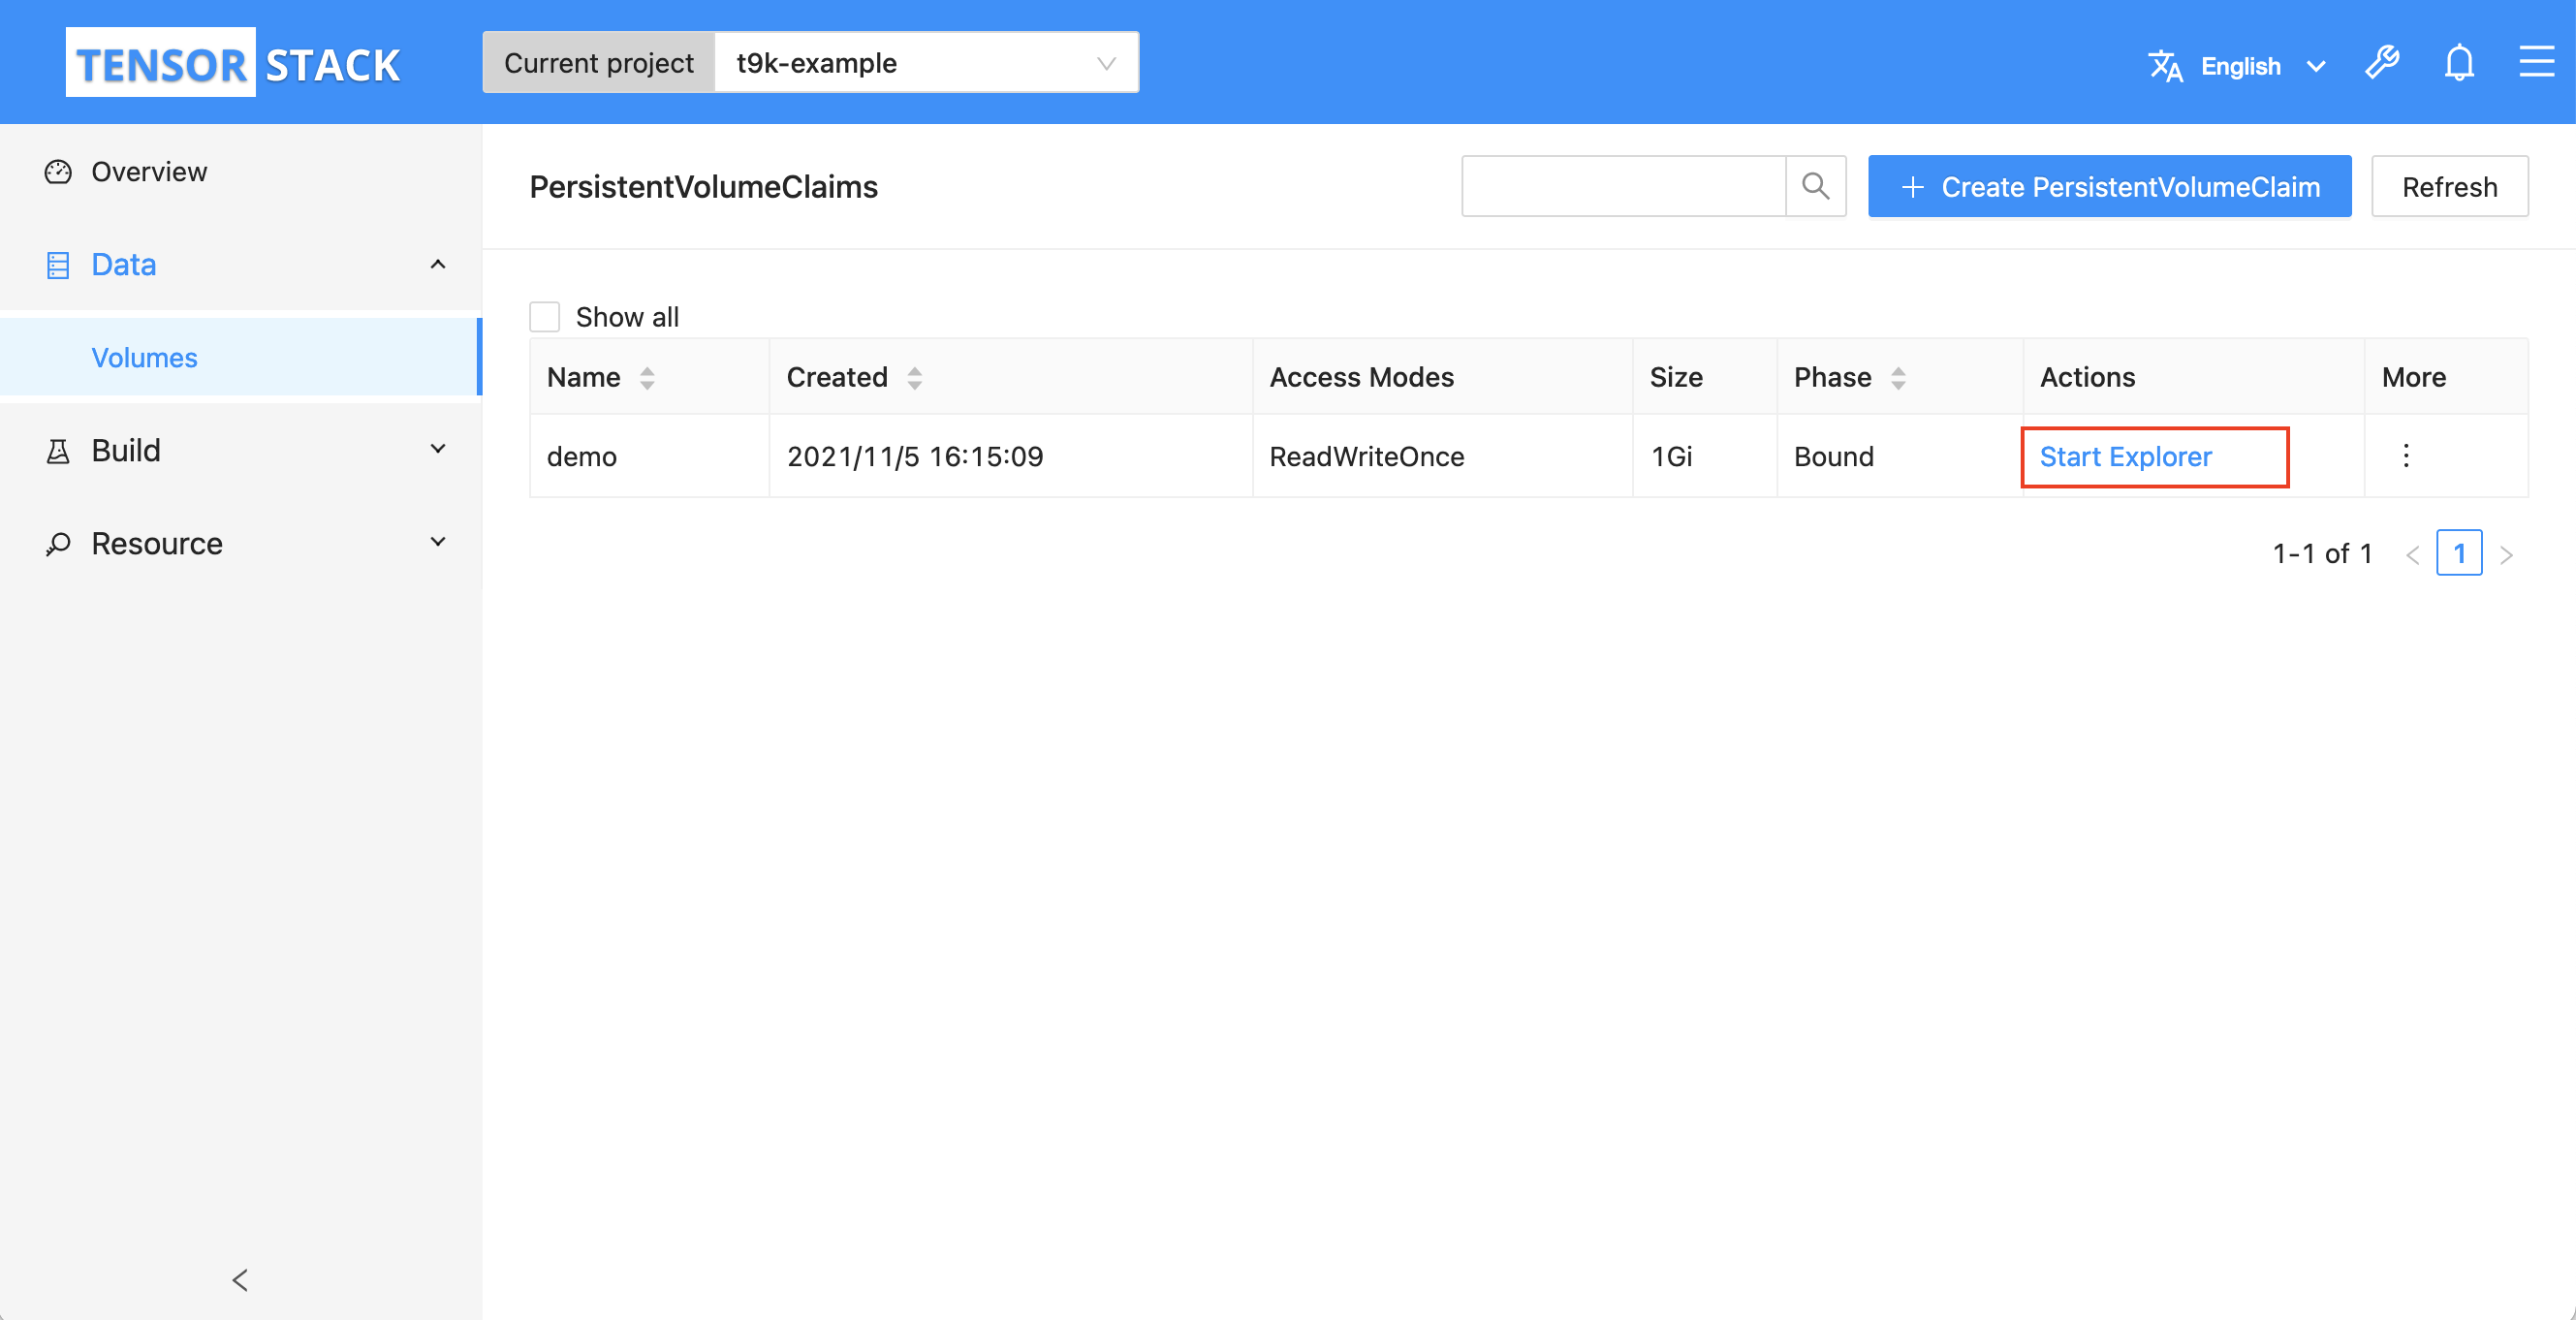 TENSOR STACK
Current project t9k-example
English
Overview
Data
Volumes
Build
Resource
PersistentVolumeClaims
Create PersistentVolumeClaim
Refresh
Show all
Name Created Access Modes Size Phase Actions More
demo 2021/11/5 16:15:09 ReadWriteOnce 1Gi Bound Start Explorer
1-1 of 1 < 1 >